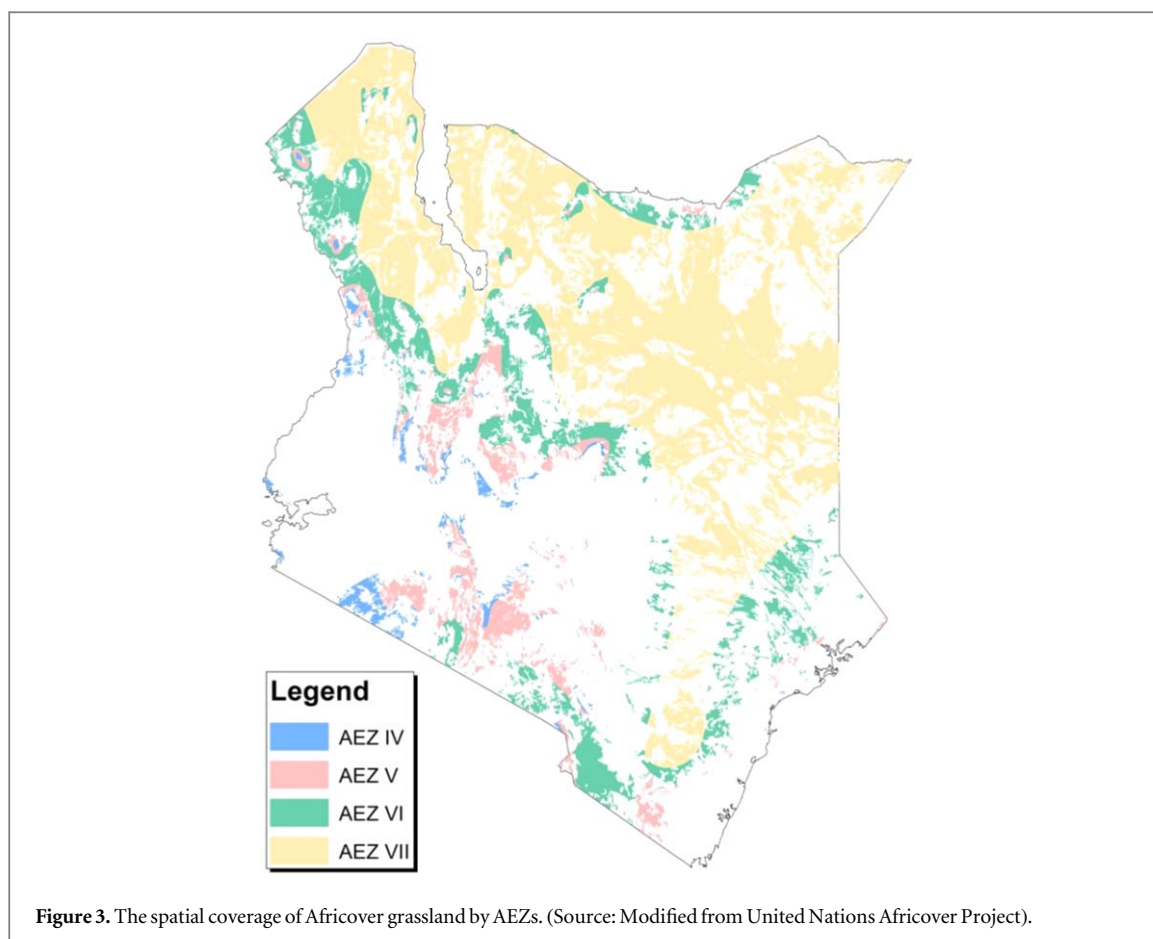 Legend
AEZ IV
AEZ V
AEZ VI
AEZ VII
Figure 3. The spatial coverage of Africover grassland by AEZs. (Source: Modified from United Nations Africover Project).